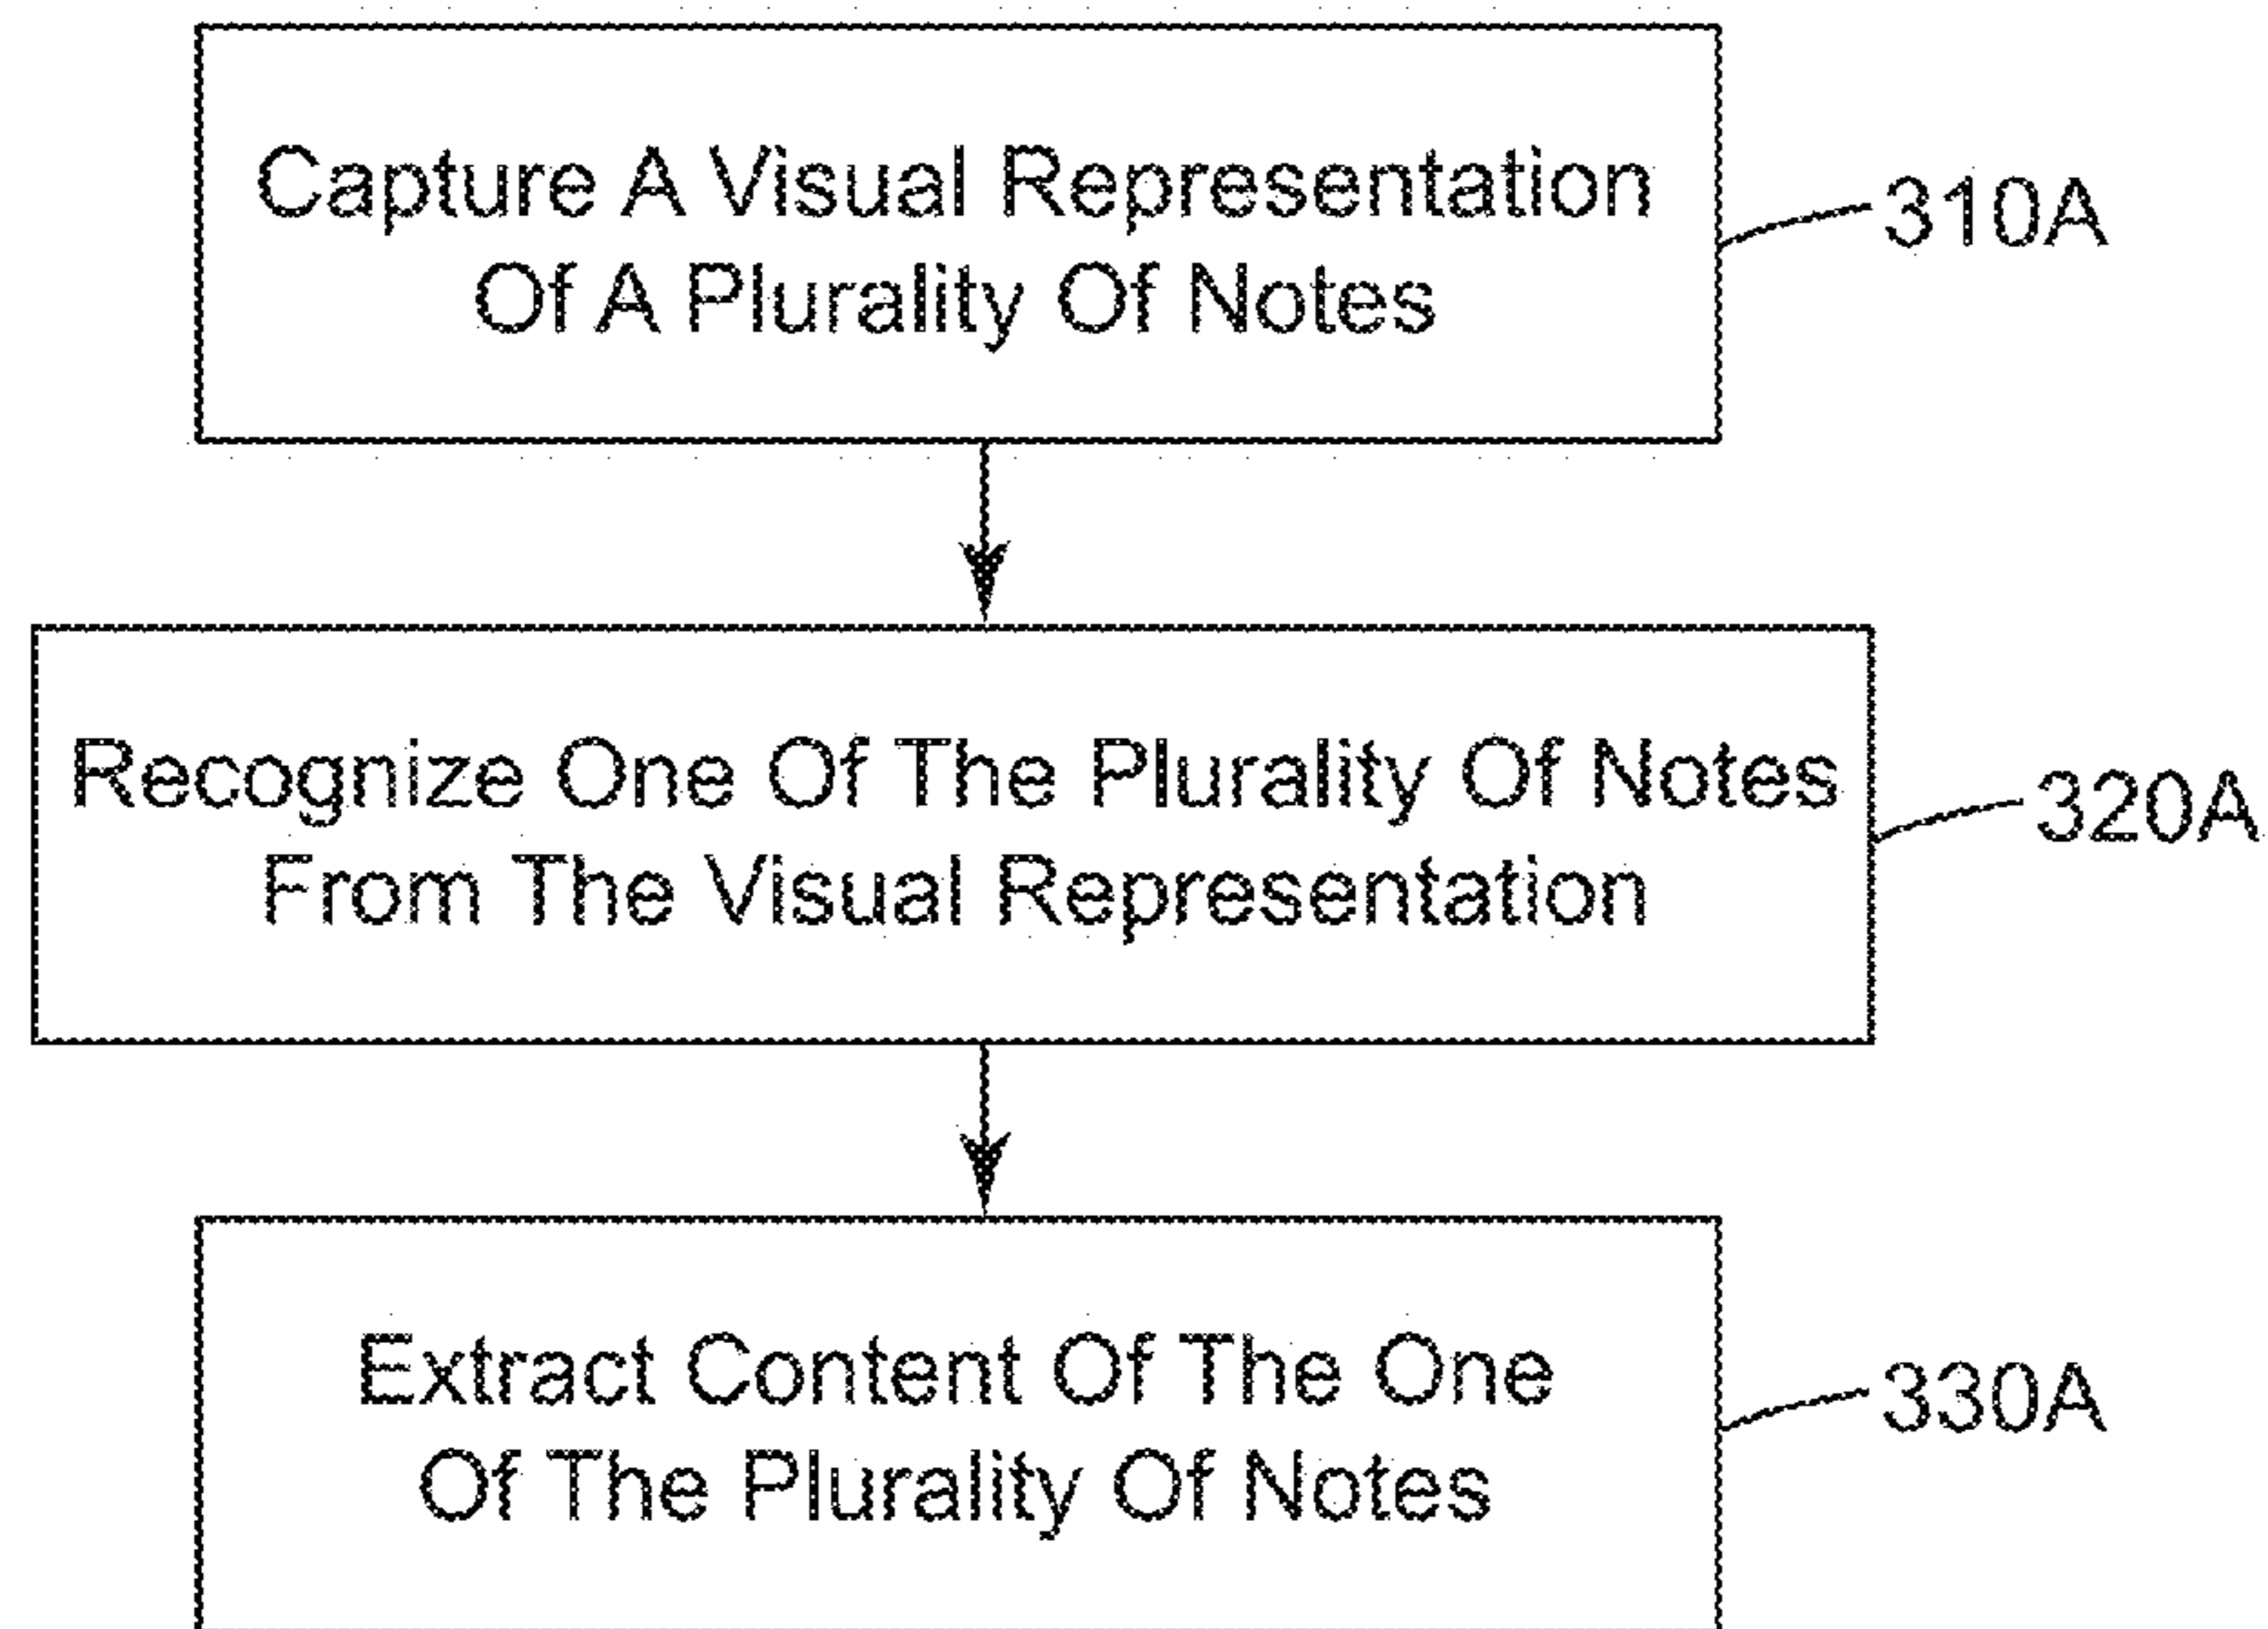 Capture A Visual Representation
Of A Plurality Of Notes
310A
Recognize One Of The Plurality Of Notes
From The Visual Representation
320A
Extract Content Of The One
Of The Plurality Of Notes
330A